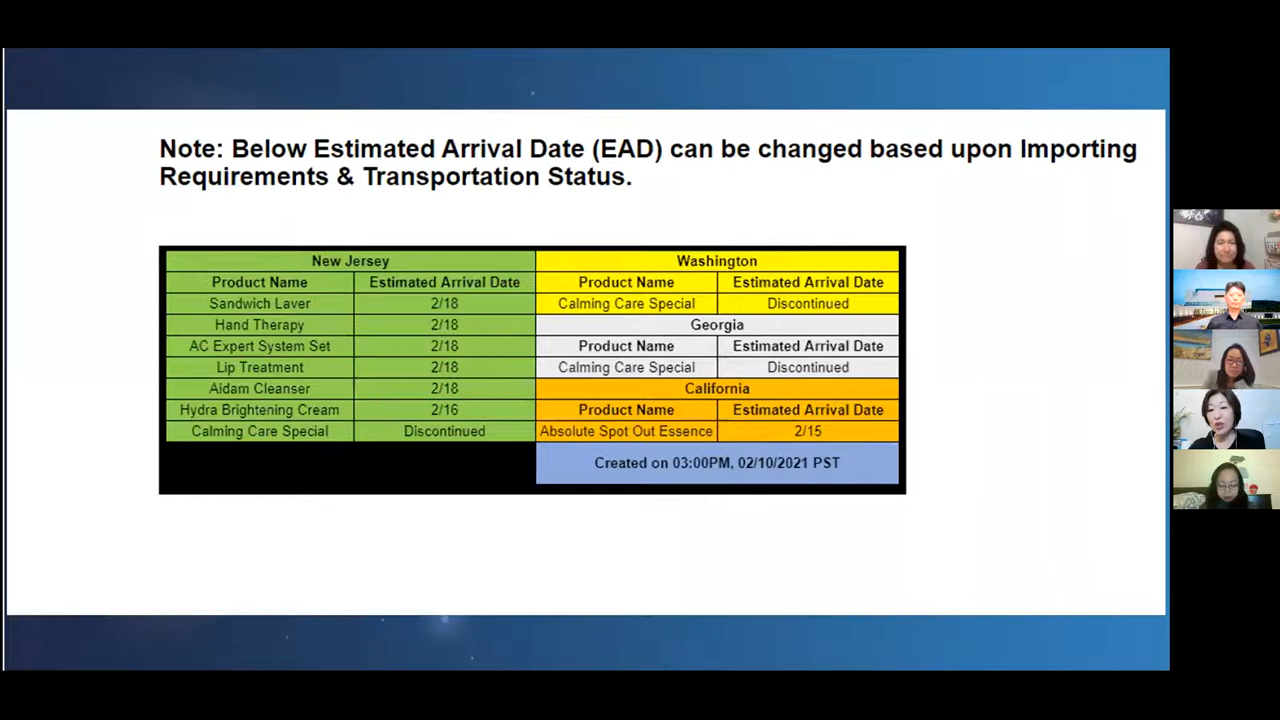 Note: Below Estimated Arrival Date (EAD) can be changed based upon Importing
Requirements & Transportation Status.
New Jersey
Product Name Estimated Arrival Date
Sandwich Laver 2/18
Hand Therapy 2/18
AC Expert System Set 2/18
Lip Treatment 2/18
Aidam Cleanser 2/18
Hydra Brightening Cream 2/16
Calming Care Special Discontinued
Washington
Product Name Estimated Arrival Date
Calming Care Special Discontinued
Georgia
Product Name Estimated Arrival Date
Calming Care Special Discontinued
California
Product Name Estimated Arrival Date
Absolute Spot Out Essence 2/15
Created on 03:00PM, 02/10/2021 PST